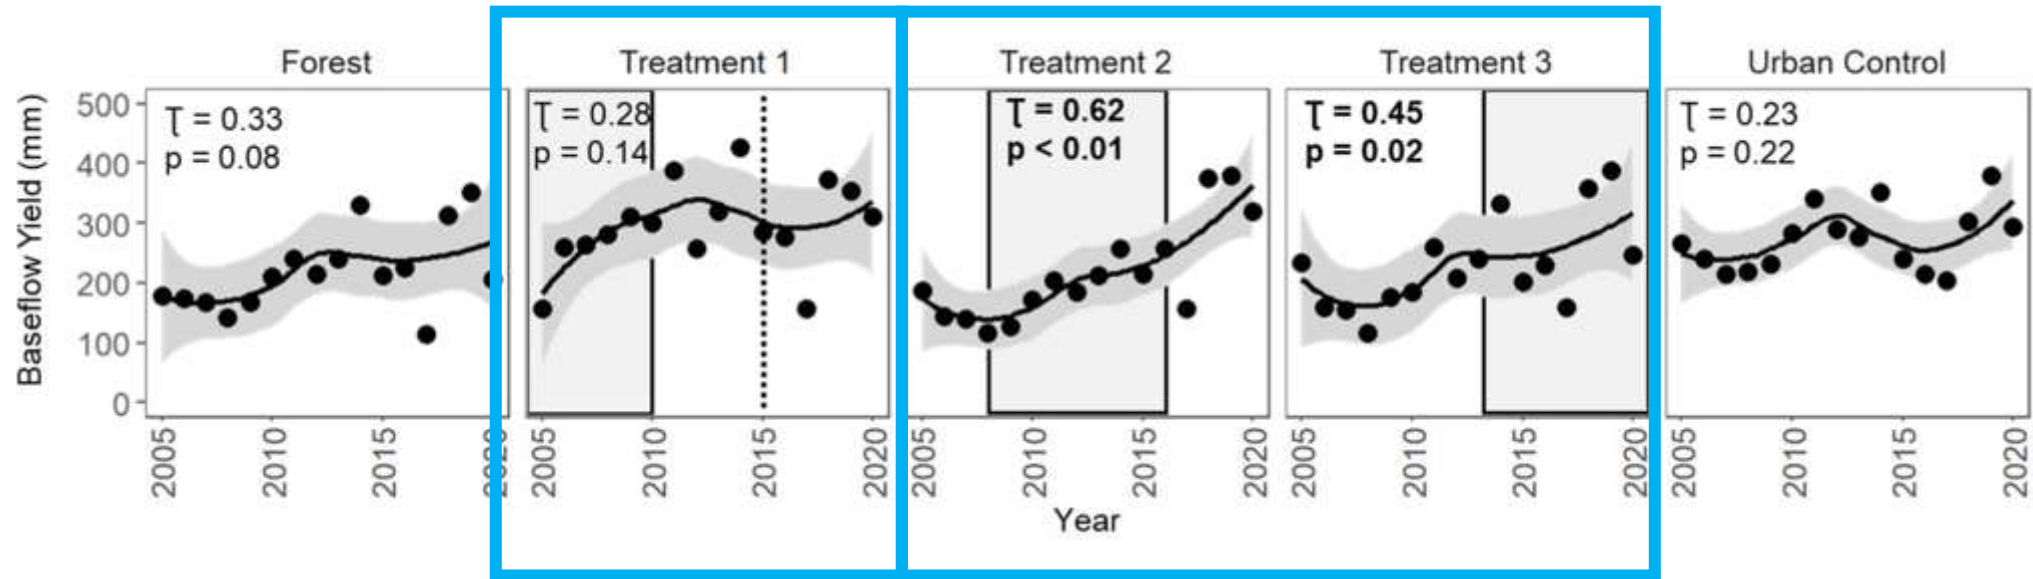 Forest
Treatment 1
Treatment 2
Treatment 3
Urban Control
Baseflow Yield (mm)
500
400
300
200
100
0
Ʈ = 0.33
p = 0.08
Ʈ = 0.28
p = 0.14
Ʈ = 0.62
p < 0.01
Ʈ = 0.45
p = 0.02
Ʈ = 0.23
p = 0.22
2005 2010 2015 2020
2005 2010 2015 2020
2005 2010 2015 2020
2005 2010 2015 2020
2005 2010 2015 2020
Year